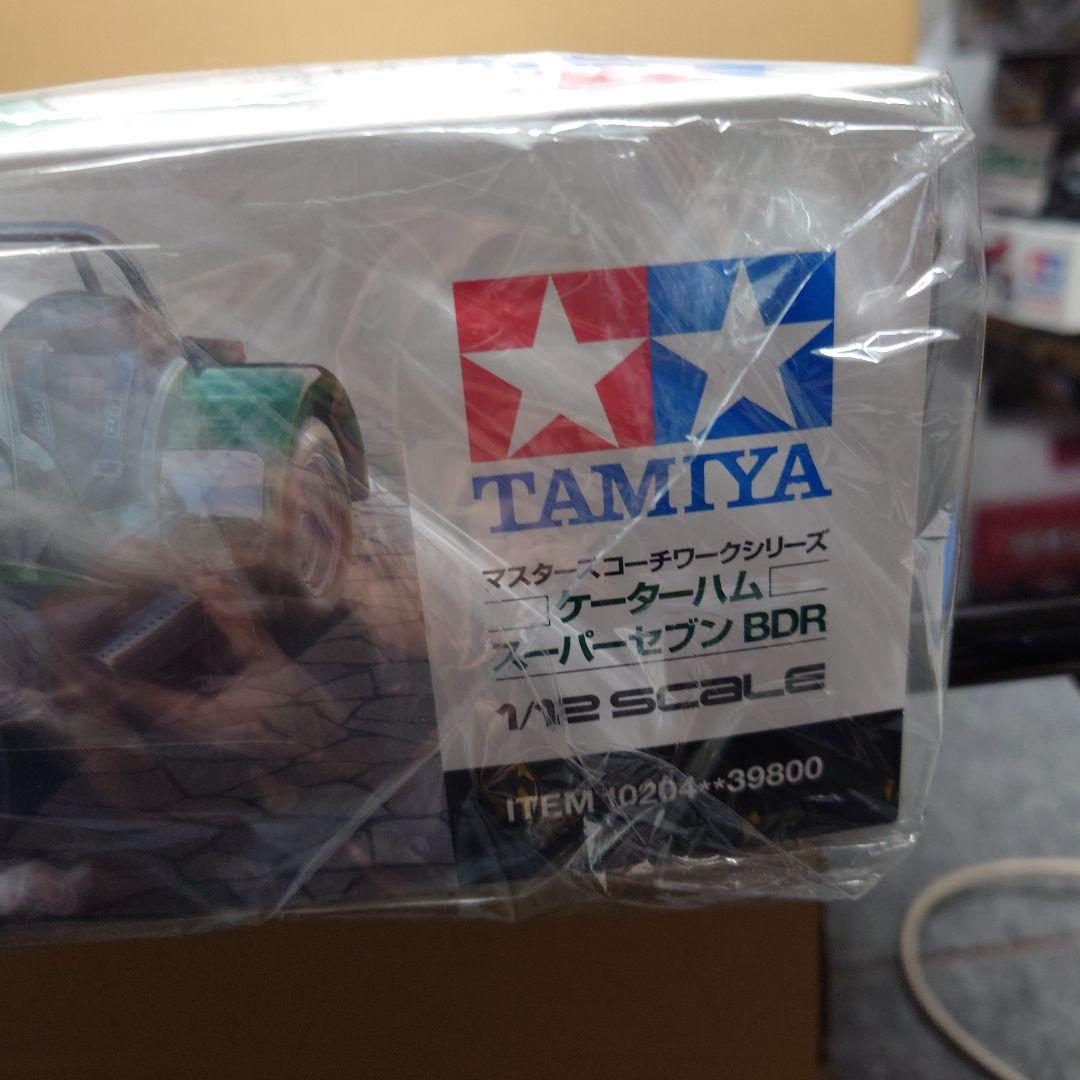 TAMIYA
マスターズコーチワークシリーズ
ケーターハム
スーパーセブン BDR
1/12 SCALE
ITEM 10204**39800